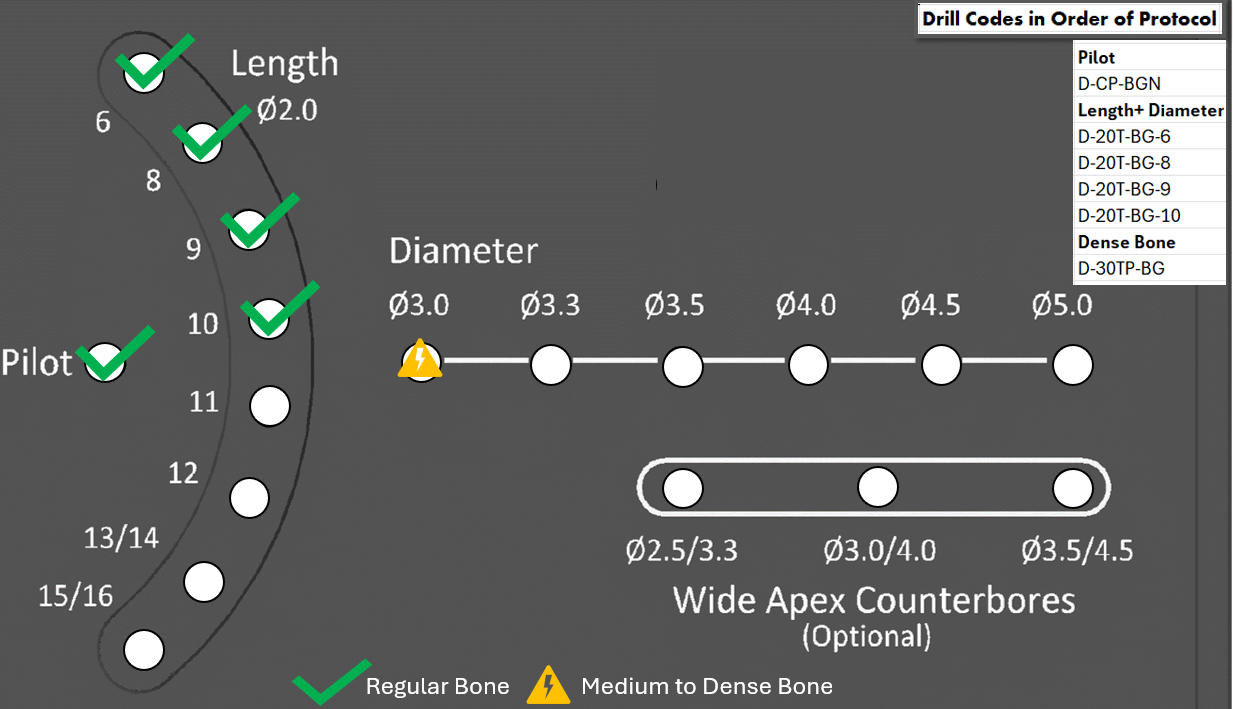 Drill Codes in Order of Protocol
Pilot
D-CP-BGN
Length+ Diameter
D-20T-BG-6
D-20T-BG-8
D-20T-BG-9
D-20T-BG-10
Dense Bone
D-30TP-BG
Length
Ø2.0
6
8
9
10
Pilot
11
12
13/14
15/16
Diameter
Ø3.0 Ø3.3 Ø3.5 Ø4.0 Ø4.5 Ø5.0
Ø2.5/3.3 Ø3.0/4.0 Ø3.5/4.5
Wide Apex Counterbores
(Optional)
Regular Bone Medium to Dense Bone